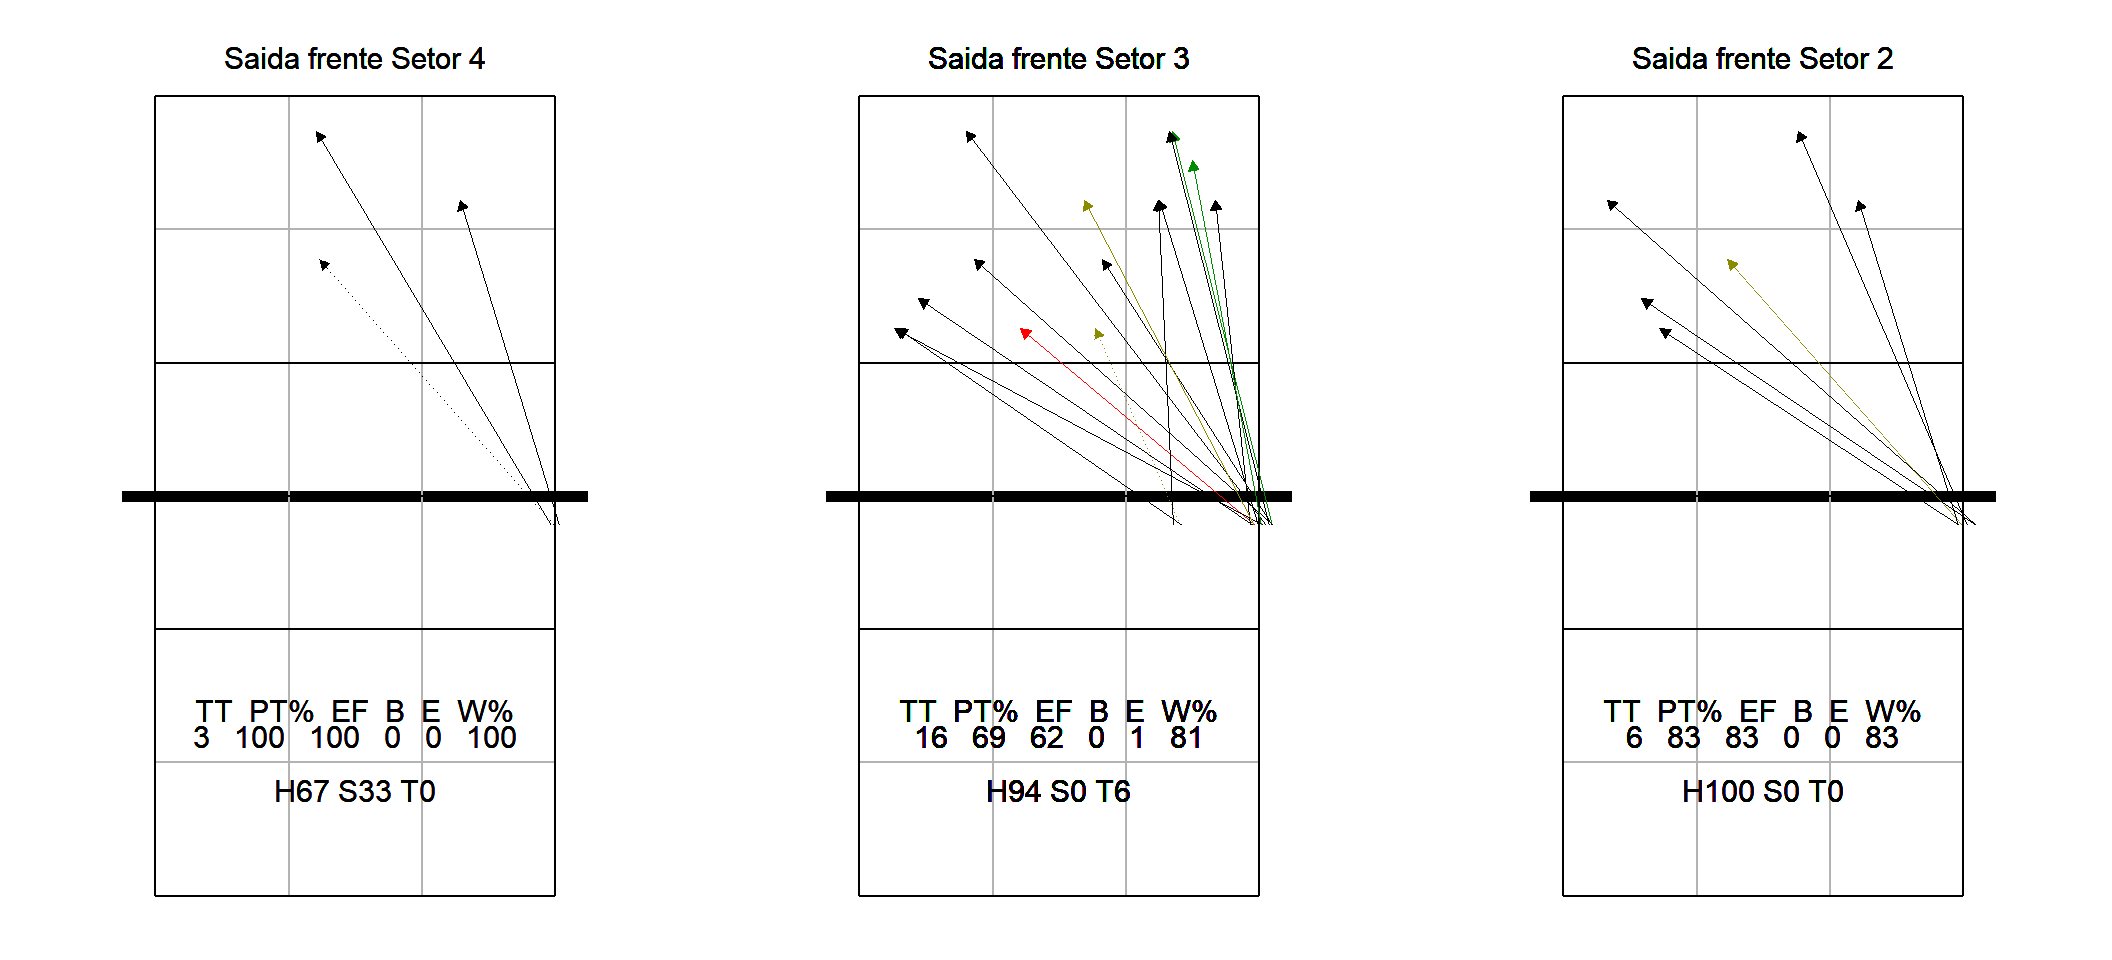 Saida frente Setor 4
TT PT% EF B E W%
3 100 100 0 0 100
H67 S33 T0
Saida frente Setor 3
TT PT% EF B E W%
16 69 62 0 1 81
H94 S0 T6
Saida frente Setor 2
TT PT% EF B E W%
6 83 83 0 0 83
H100 S0 T0